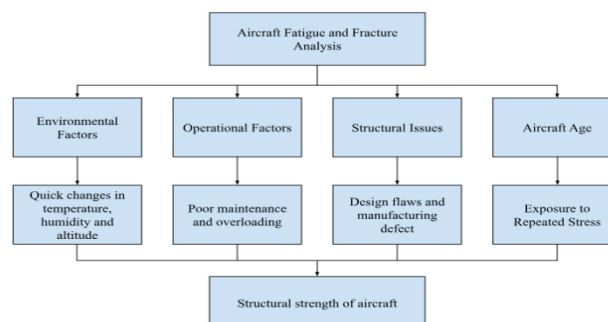 Aircraft Fatigue and Fracture
Analysis
Environmental
Factors
Operational Factors
Structural Issues
Aircraft Age
Quick changes in
temperature,
humidity and
altitude
Poor maintenance
and overloading
Design flaws and
manufacturing
defect
Exposure to
Repeated Stress
Structural strength of aircraft